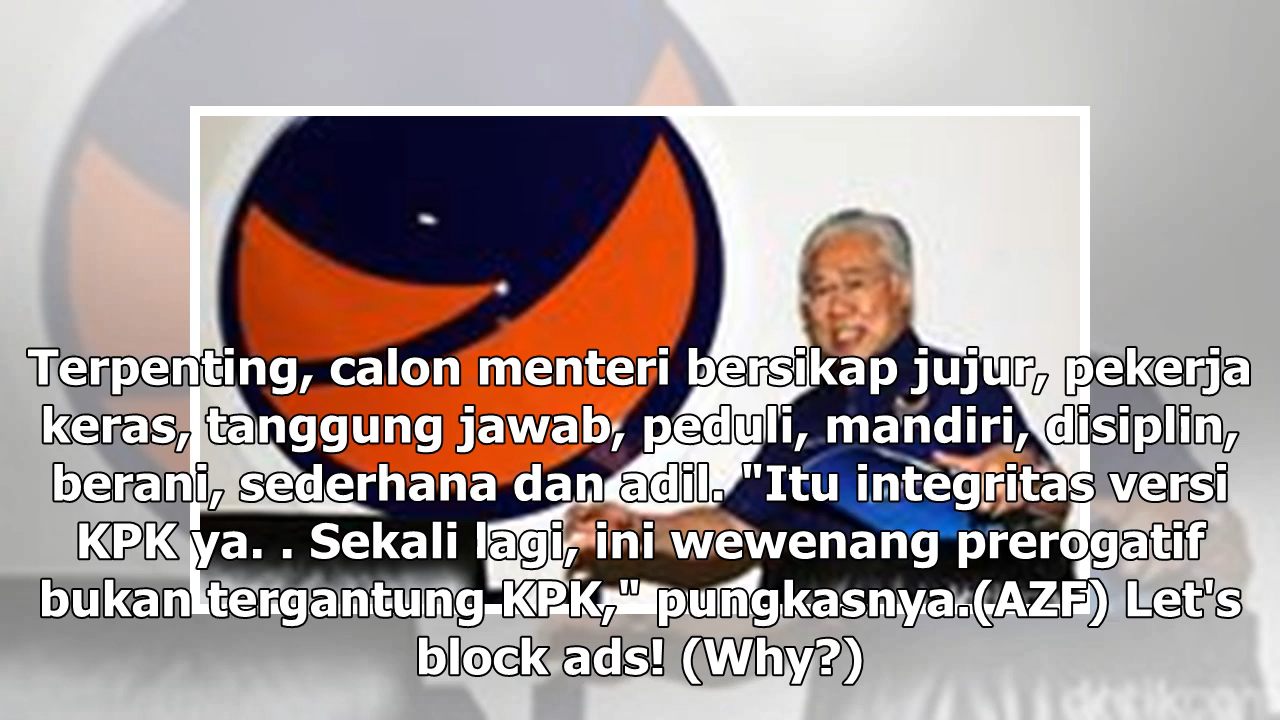 Terpenting, calon menteri bersikap jujur, pekerja
keras, tanggung jawab, peduli, mandiri, disiplin,
berani, sederhana dan adil. "Itu integritas versi
KPK ya. . Sekali lagi, ini wewenang prerogatif
bukan tergantung KPK," pungkasnya.(AZF) Let's
block ads! (Why?)
detikcom